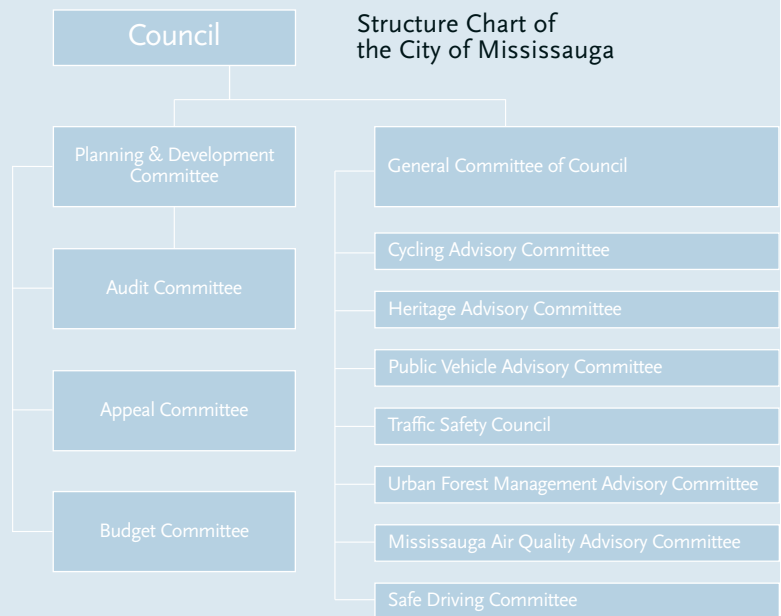 Council
Structure Chart of
the City of Mississauga
Planning & Development
Committee
Audit Committee
Appeal Committee
Budget Committee
General Committee of Council
Cycling Advisory Committee
Heritage Advisory Committee
Public Vehicle Advisory Committee
Traffic Safety Council
Urban Forest Management Advisory Committee
Mississauga Air Quality Advisory Committee
Safe Driving Committee